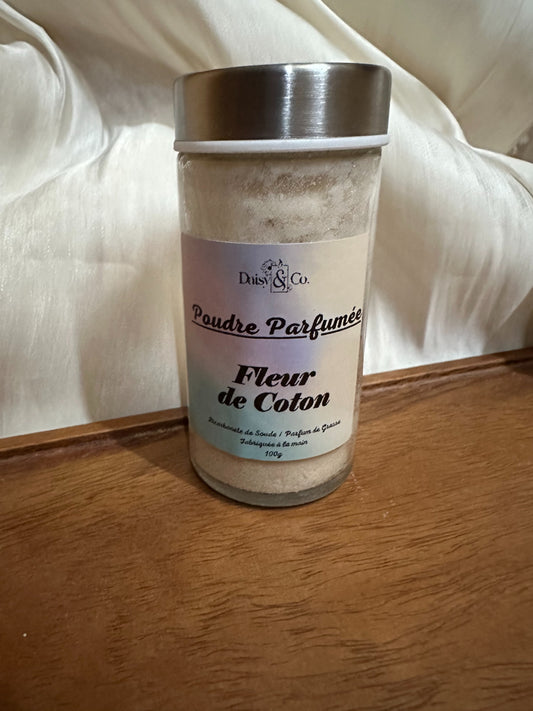 Daisy & Co.
Poudre Parfumée
Fleur
de Coton
Bicarbonate de Soude / Parfum de Grasse
Fabriquée à la main
100g